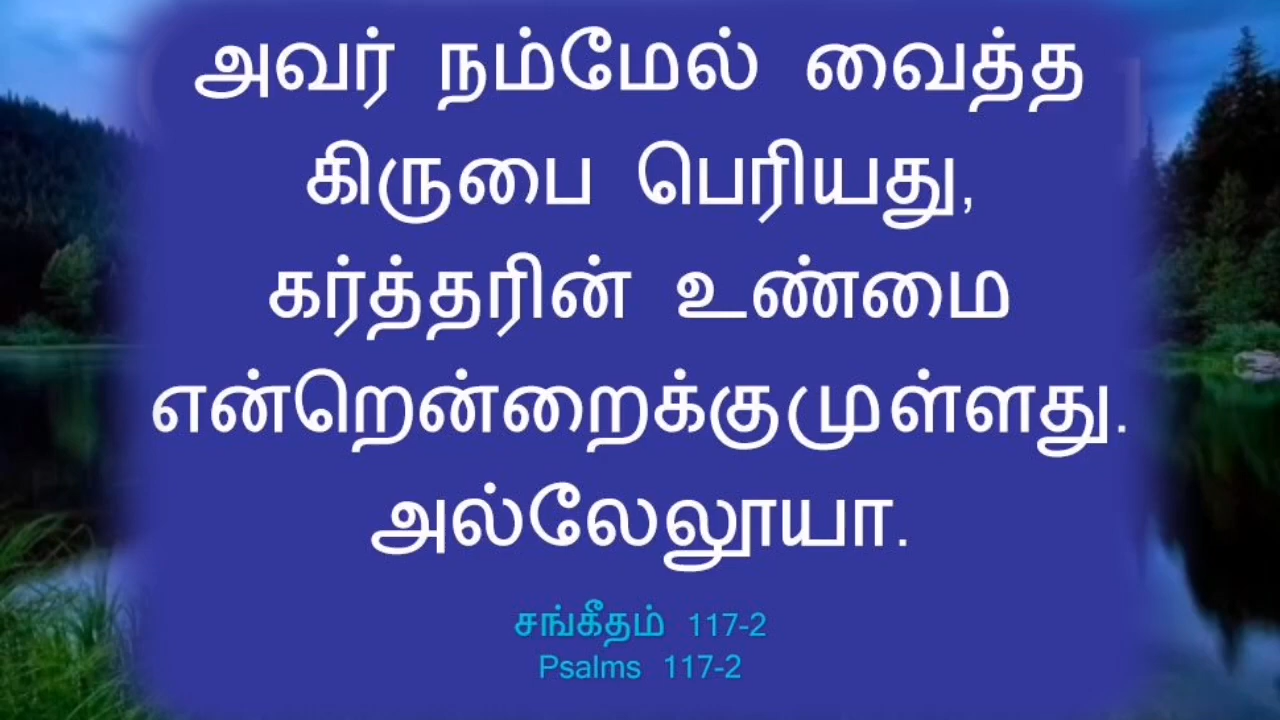 அவர் நம்மேல் வைத்த
கிருபை பெரியது,
கர்த்தரின் உண்மை
என்றென்றைக்குமுள்ளது.
அல்லேலூயா.
சங்கீதம் 117-2
Psalms 117-2